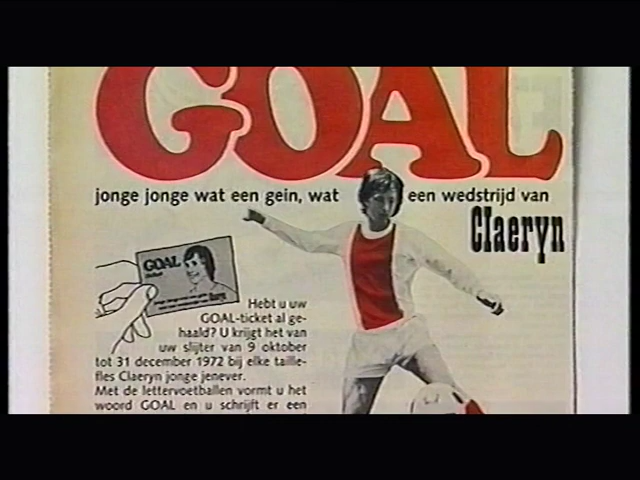 GOAL
jonge jonge wat een gein, wat een wedstrijd van
Claeryn
GOAL
Hebt u uw
GOAL-ticket al ge-
haald? U krijgt het van
uw slijter van 9 oktober
tot 31 december 1972 bij elke taille-
fles Claeryn jonge jenever.
Met de lettervoetballen vormt u het
woord GOAL en u schrijft er een